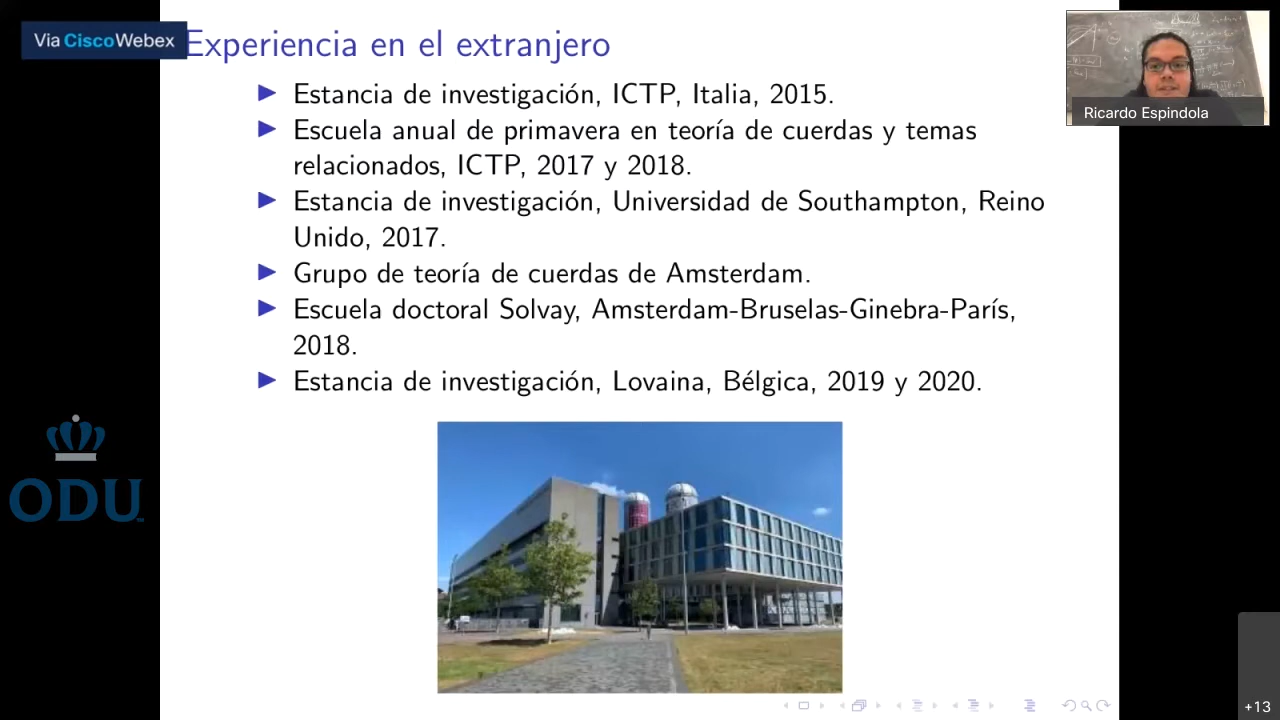 Via Cisco Webex
Experiencia en el extranjero
Ricardo Espindola
Estancia de investigación, ICTP, Italia, 2015.
Escuela anual de primavera en teoría de cuerdas y temas
relacionados, ICTP, 2017 y 2018.
Estancia de investigación, Universidad de Southampton, Reino
Unido, 2017.
Grupo de teoría de cuerdas de Amsterdam.
Escuela doctoral Solvay, Amsterdam-Bruselas-Ginebra-París,
2018.
Estancia de investigación, Lovaina, Bélgica, 2019 y 2020.
ODU
+13